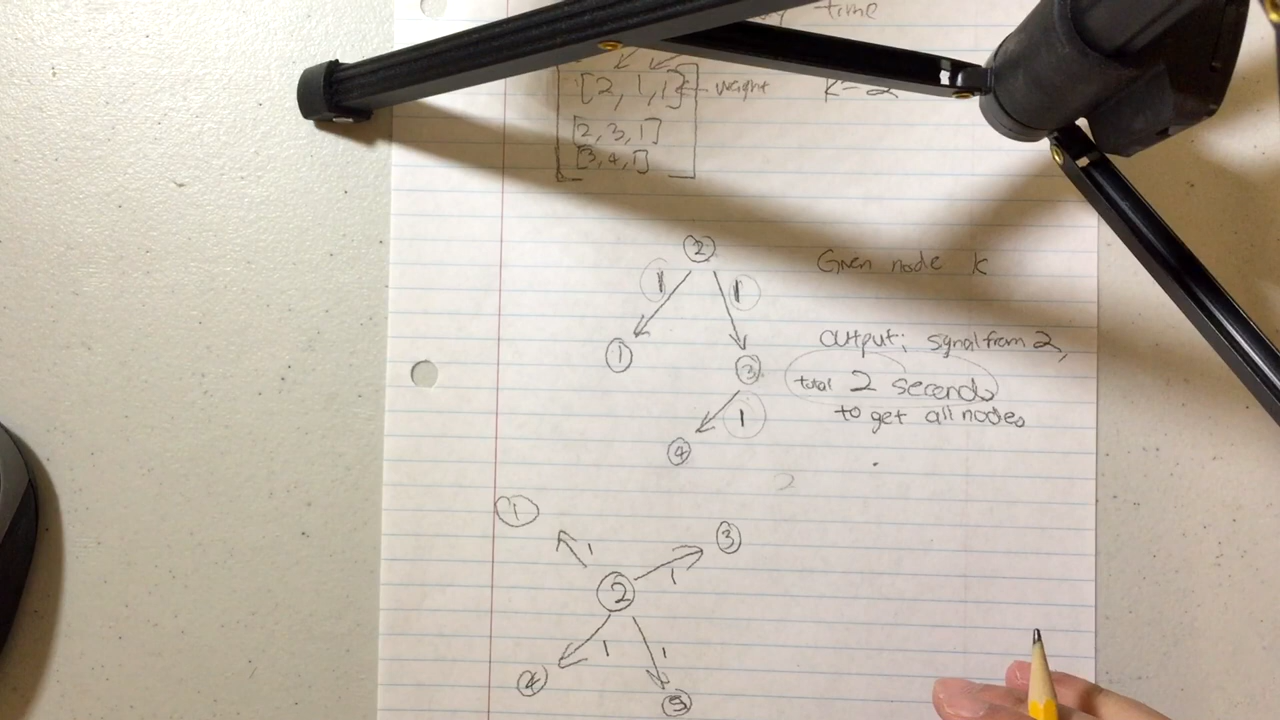 time
[2, 1, 1] weight K=2
[2, 3, 1]
[3, 4, 1]
2
Given node K
1 1
output: signal from 2,
1 3
total 2 seconds
to get all nodes
1
4
2
1
3
1
1
2
1 1
4
5